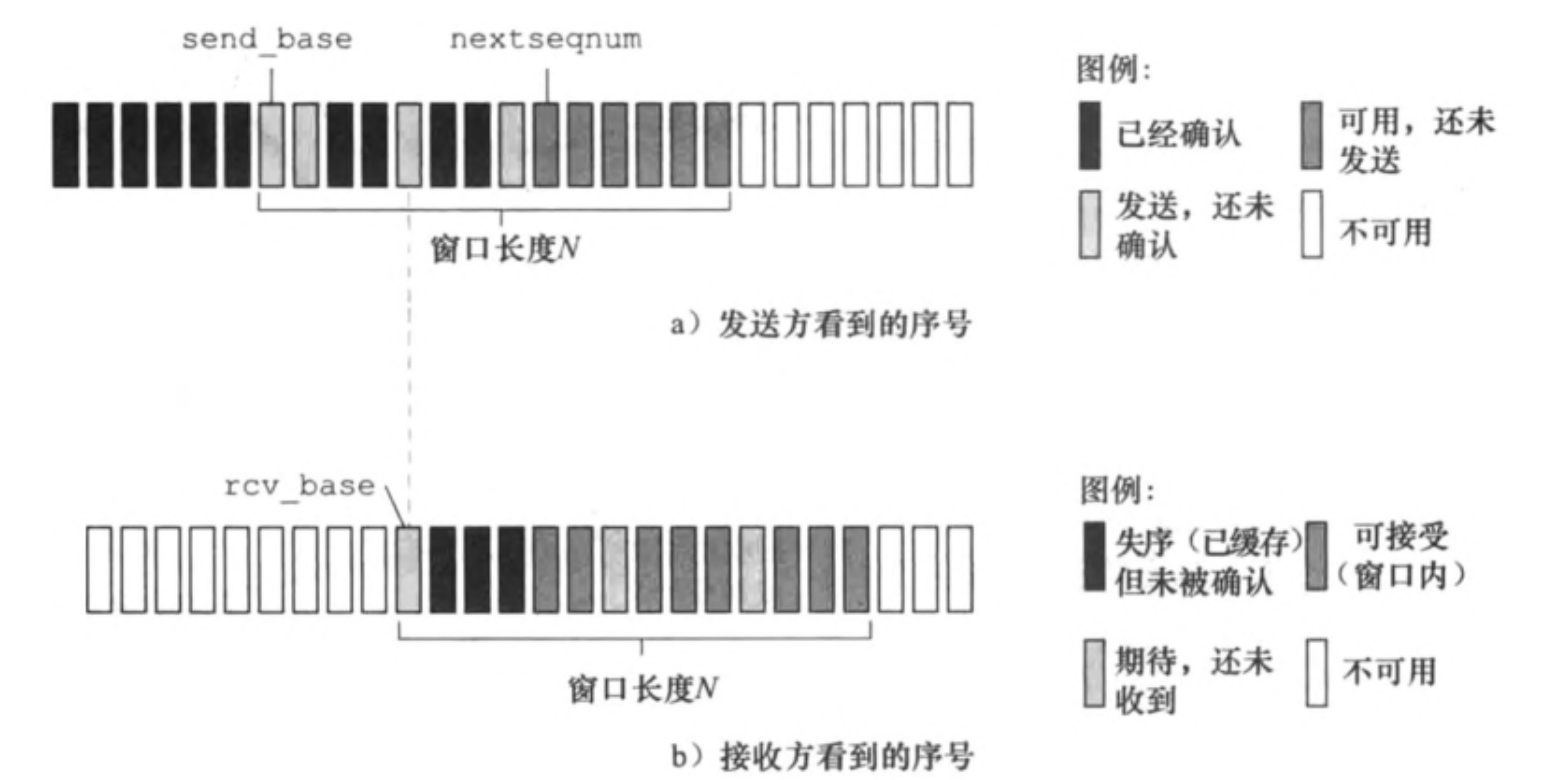 send_base
nextseqnum
窗口长度N
a）发送方看到的序号
图例:
已经确认
可用，还未
发送
发送，还未
确认
不可用
rcv_base
窗口长度N
b）接收方看到的序号
图例:
失序（已缓存）
但未被确认
可接受
（窗口内）
期待，还未
收到
不可用